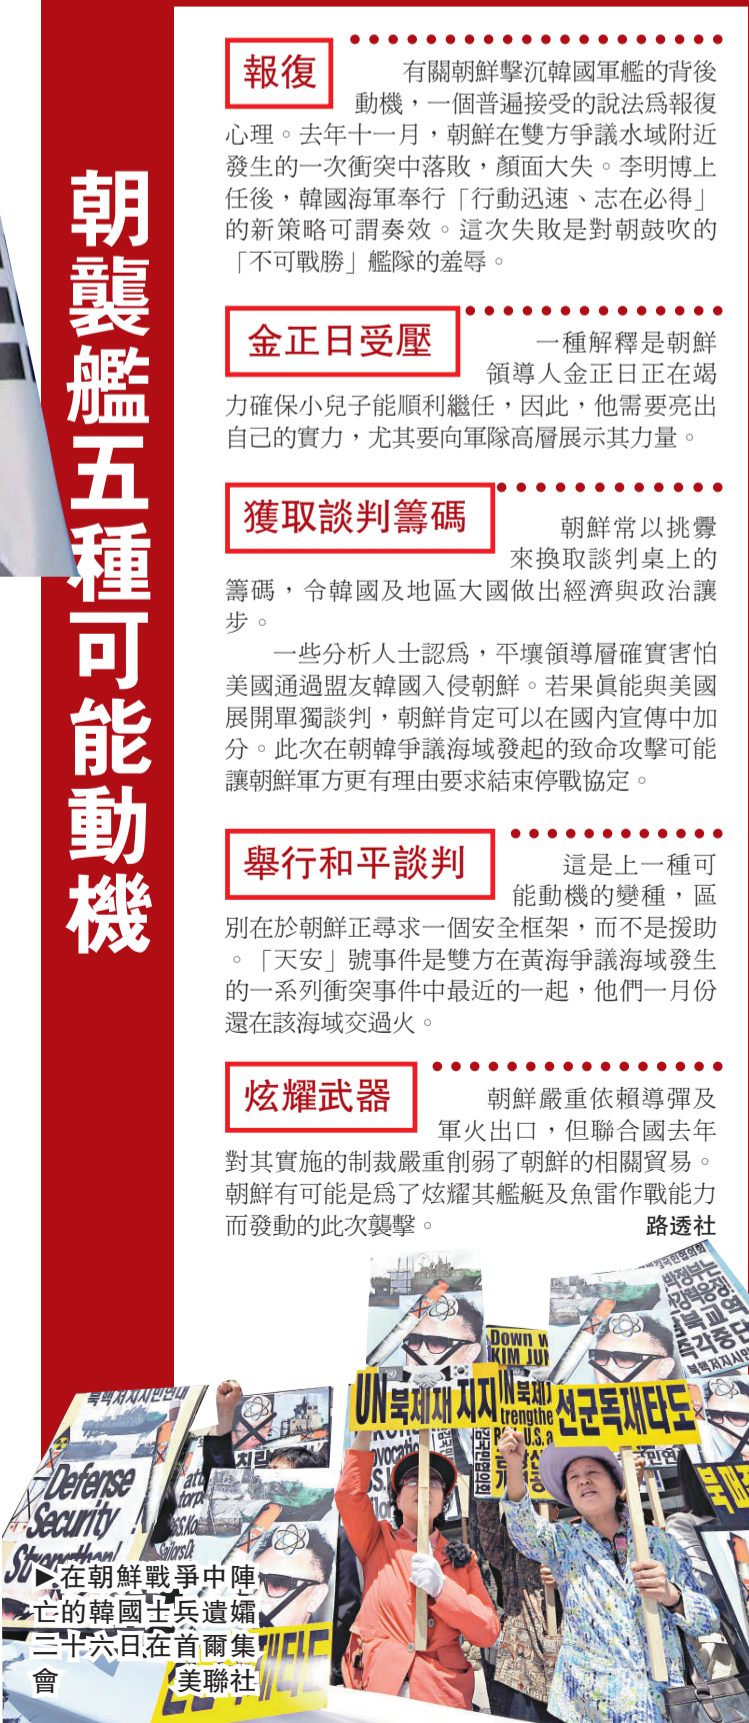 朝襲艦五種可能動機
報復
有關朝鮮擊沉韓國軍艦的背後
動機，一個普遍接受的說法爲報復
心理。去年十一月，朝鮮在雙方爭議水域附近
發生的一次衝突中落敗，顏面大失。李明博上
任後，韓國海軍奉行「行動迅速、志在必得」
的新策略可謂奏效。這次失敗是對朝鼓吹的
「不可戰勝」艦隊的羞辱。
金正日受壓
一種解釋是朝鮮
領導人金正日正在竭
力確保小兒子能順利繼任，因此，他需要亮出
自己的實力，尤其要向軍隊高層展示其力量。
獲取談判籌碼
朝鮮常以挑釁
來換取談判桌上的
籌碼，令韓國及地區大國做出經濟與政治讓
步。
一些分析人士認爲，平壤領導層確實害怕
美國通過盟友韓國入侵朝鮮。若果眞能與美國
展開單獨談判，朝鮮肯定可以在國內宣傳中加
分。此次在朝韓爭議海域發起的致命攻擊可能
讓朝鮮軍方更有理由要求結束停戰協定。
舉行和平談判
這是上一種可
能動機的變種，區
別在於朝鮮正尋求一個安全框架，而不是援助
。「天安」號事件是雙方在黃海爭議海域發生
的一系列衝突事件中最近的一起，他們一月份
還在該海域交過火。
炫耀武器
朝鮮嚴重依賴導彈及
軍火出口，但聯合國去年
對其實施的制裁嚴重削弱了朝鮮的相關貿易。
朝鮮有可能是爲了炫耀其艦艇及魚雷作戰能力
而發動的此次襲擊。
路透社
Down
KIM JU
UN북제재 지지
선군독재타도
북핵저지시민연대
Defense
Security
►在朝鮮戰爭中陣
亡的韓國士兵遺孀
二十六日在首爾集
會 美聯社